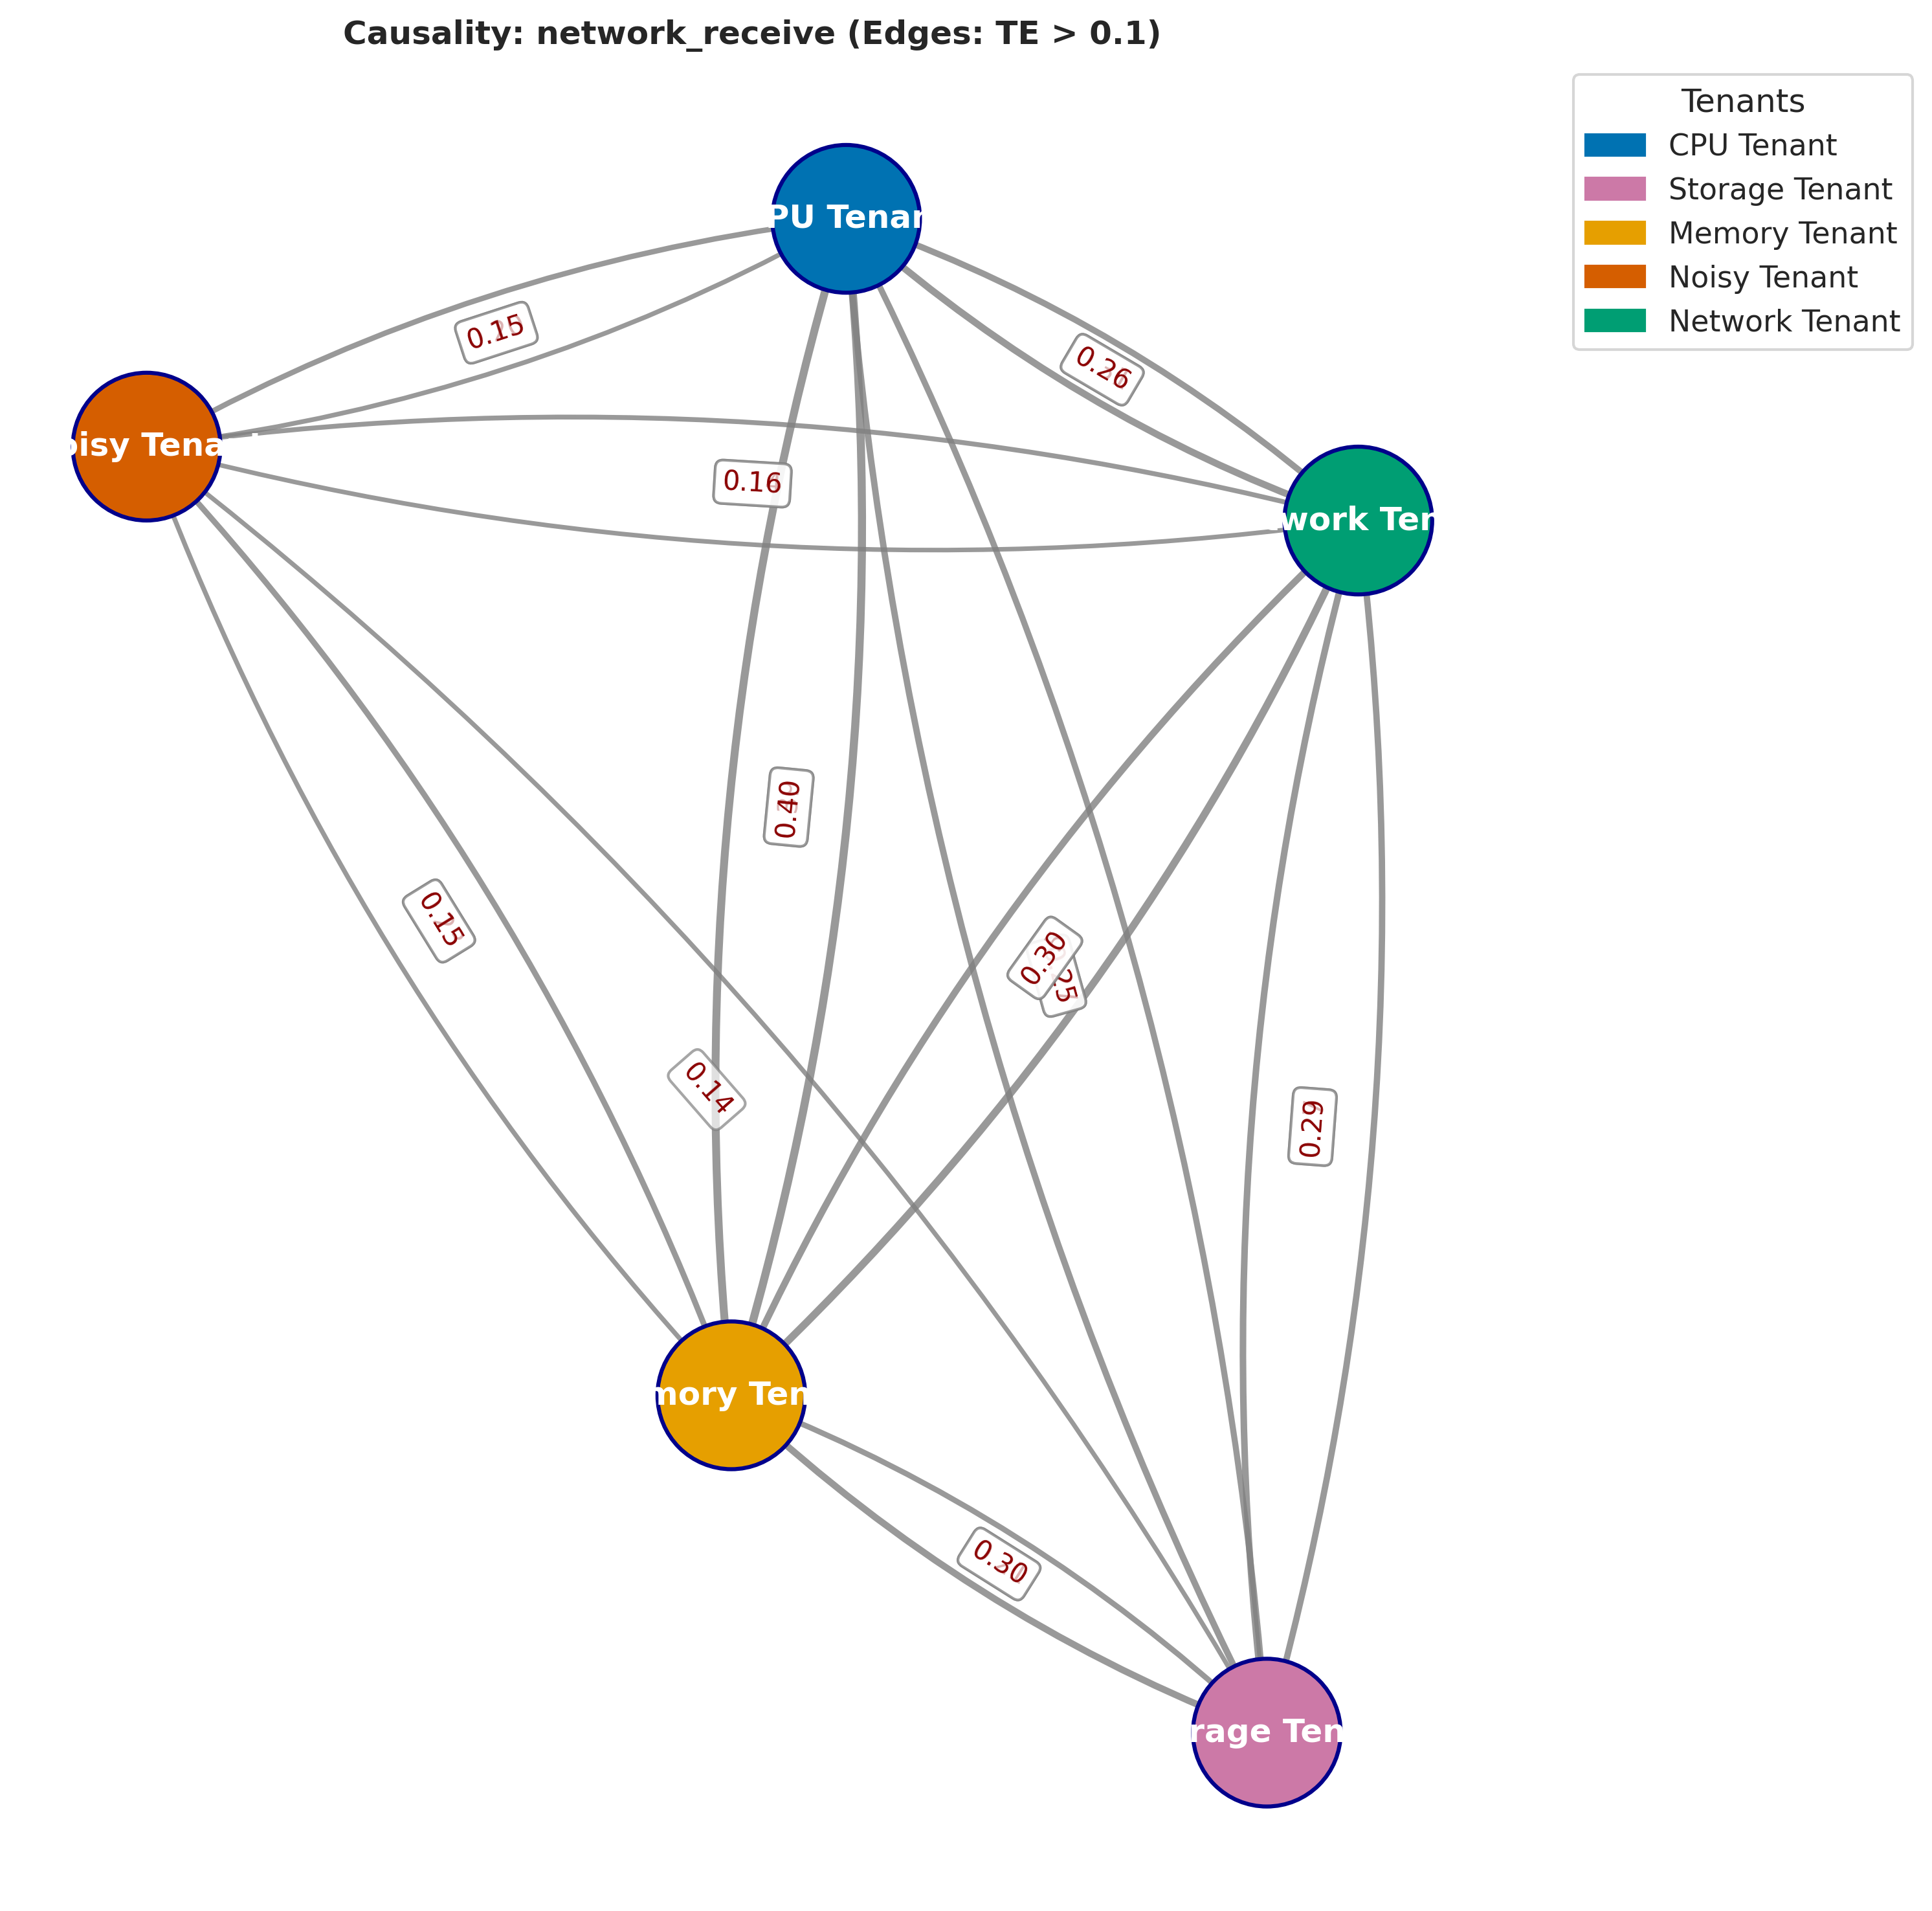 Causality: network_receive (Edges: TE > 0.1)
Tenants
CPU Tenant
Storage Tenant
Memory Tenant
Noisy Tenant
Network Tenant
PU Tenan
0.15
0.26
oisy Tena
0.16
work Ten
0.40
0.15
0.30
25
0.14
0.29
mory Ten
0.30
rage Ten